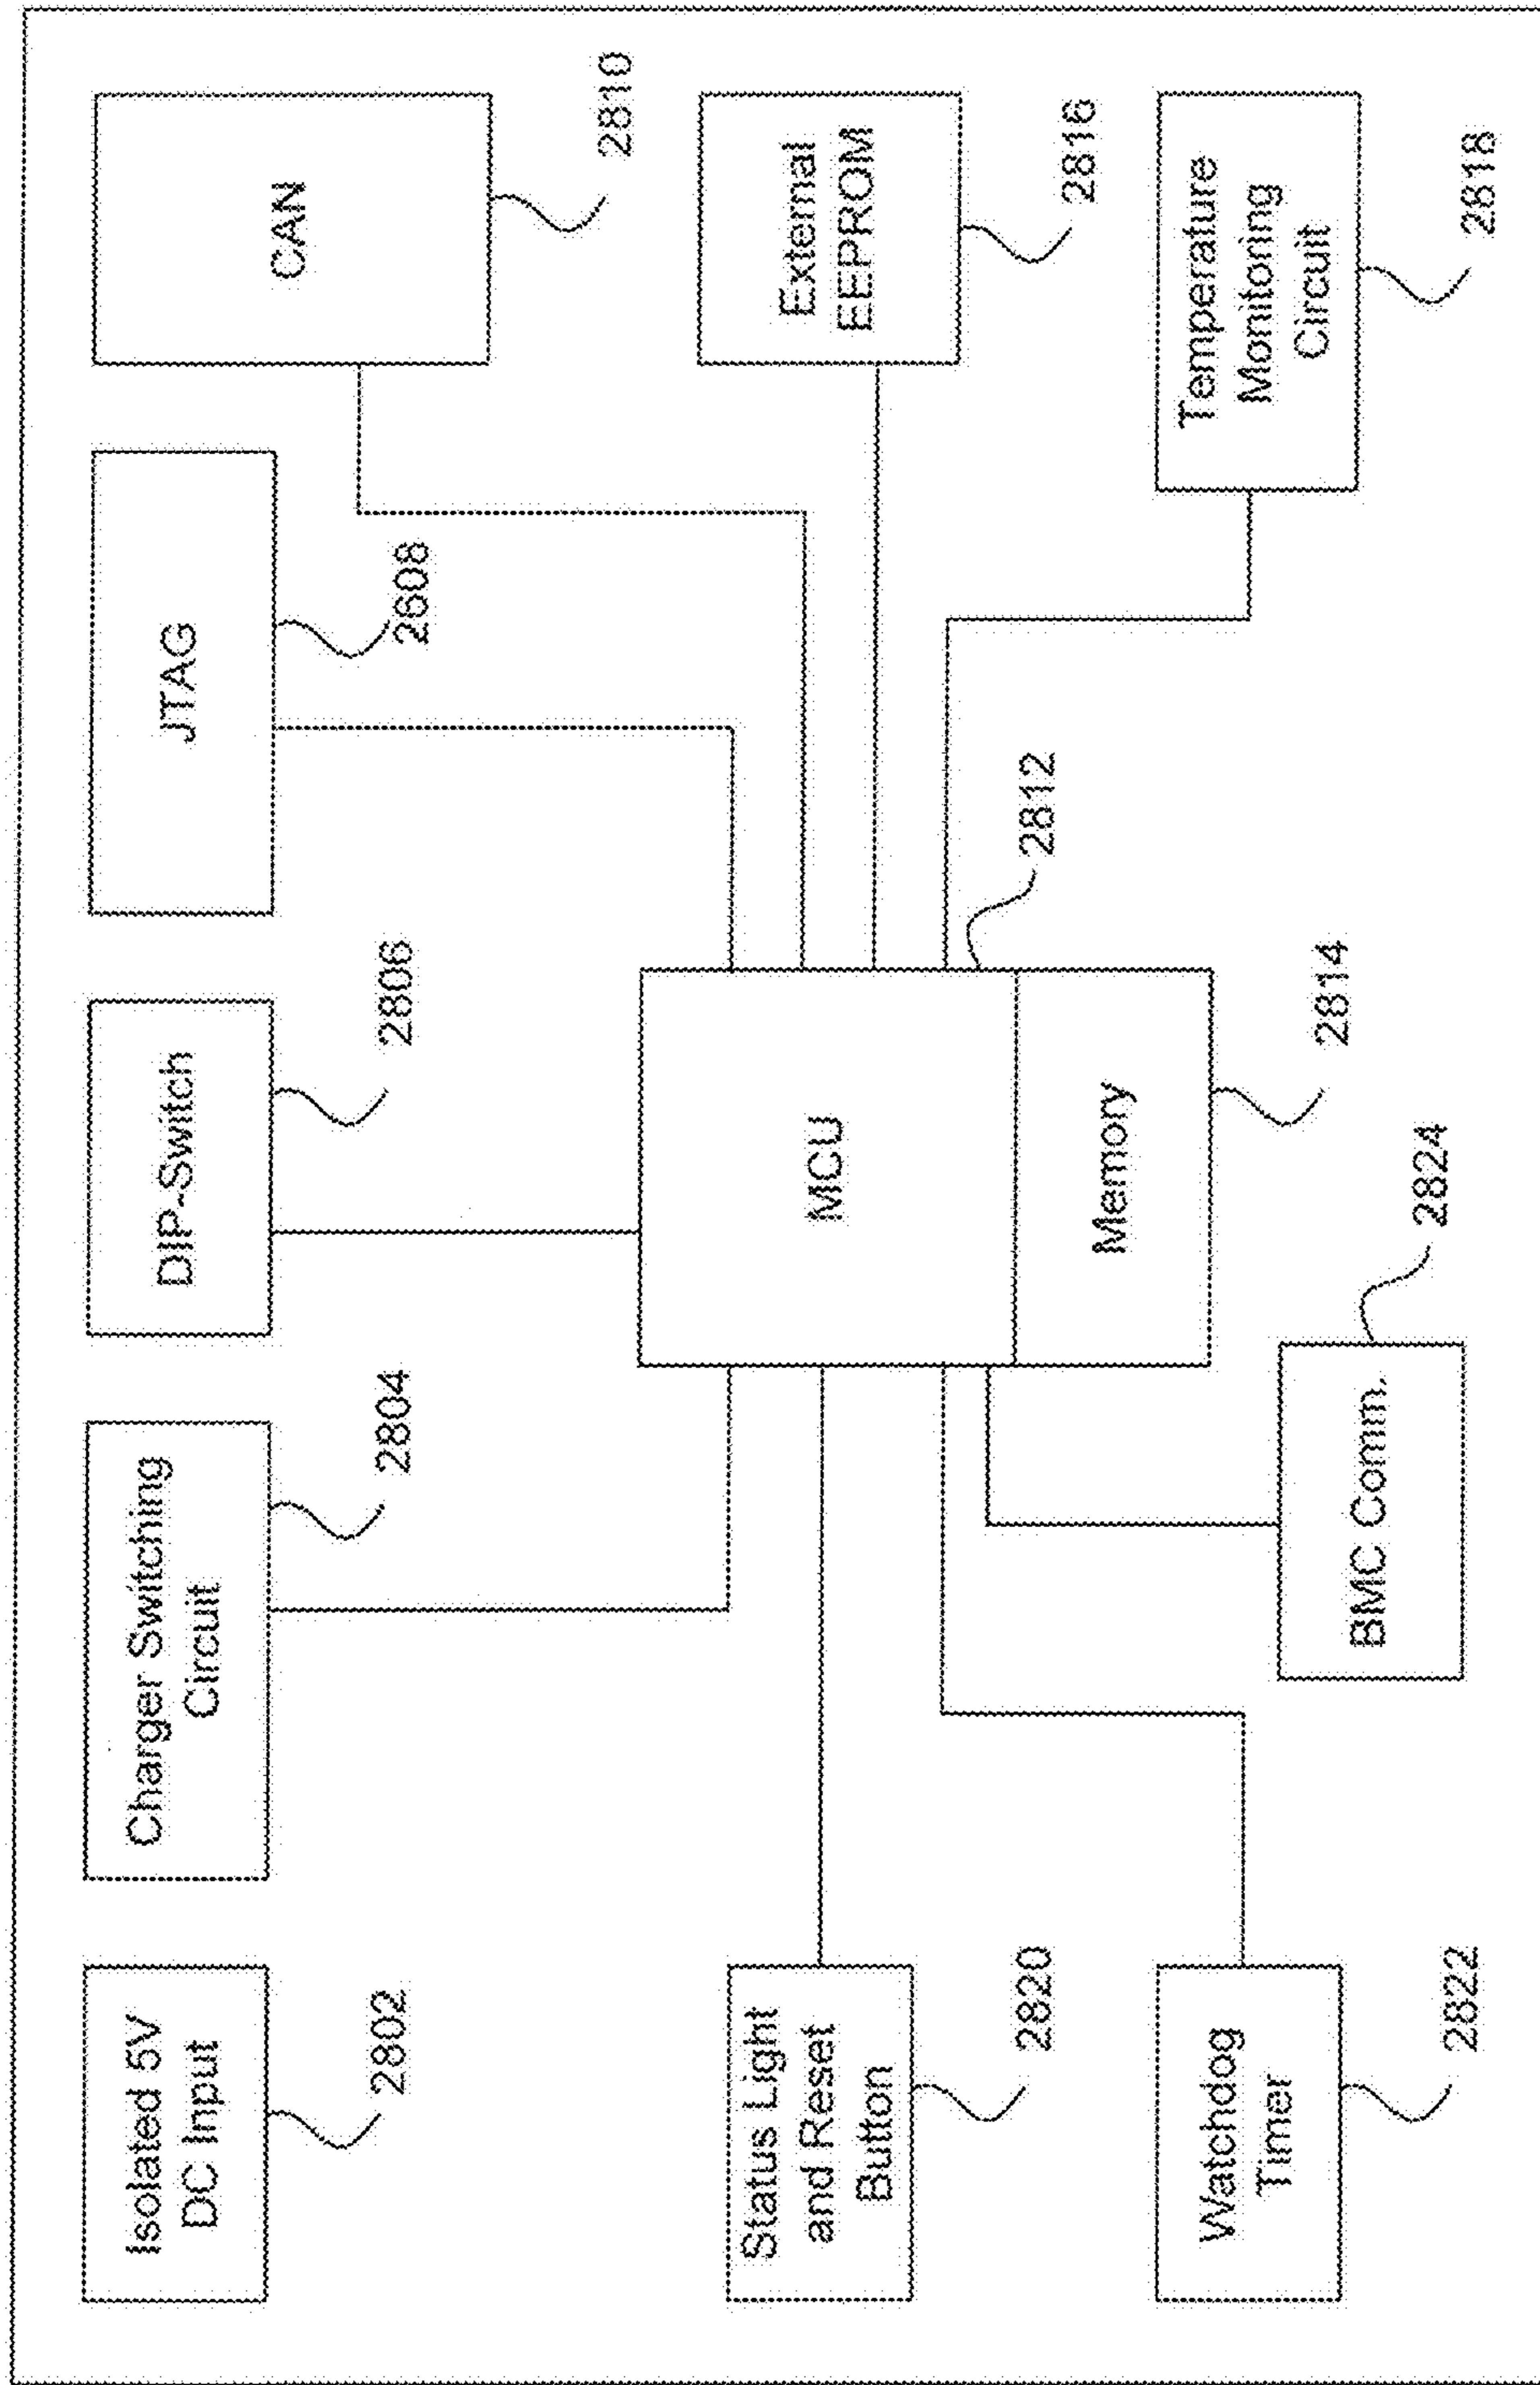 Isolated 5V
DC Input
2802
Charger Switching
Circuit
2804
DIP-Switch
2806
JTAG
2608
CAN
2810
MCU
2812
Memory
2814
External
EEPROM
2816
Temperature
Monitoring
Circuit
2818
Status Light
and Reset
Button
2820
Watchdog
Timer
2822
BMC Comm.
2824